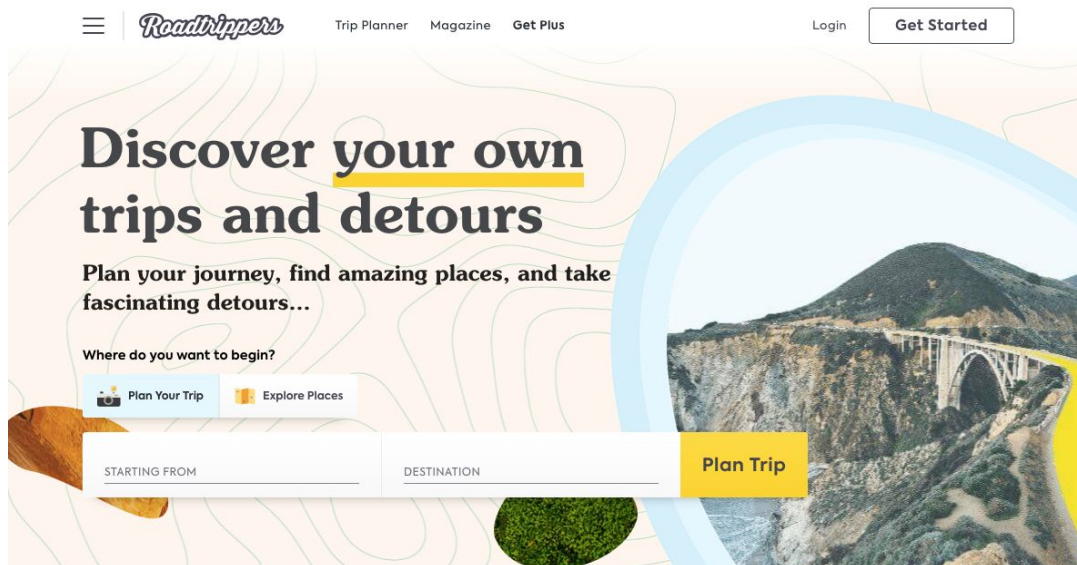 Roadtrippers
Trip Planner Magazine Get Plus
Login Get Started
Discover your own
trips and detours
Plan your journey, find amazing places, and take
fascinating detours...
Where do you want to begin?
Plan Your Trip Explore Places
STARTING FROM DESTINATION Plan Trip